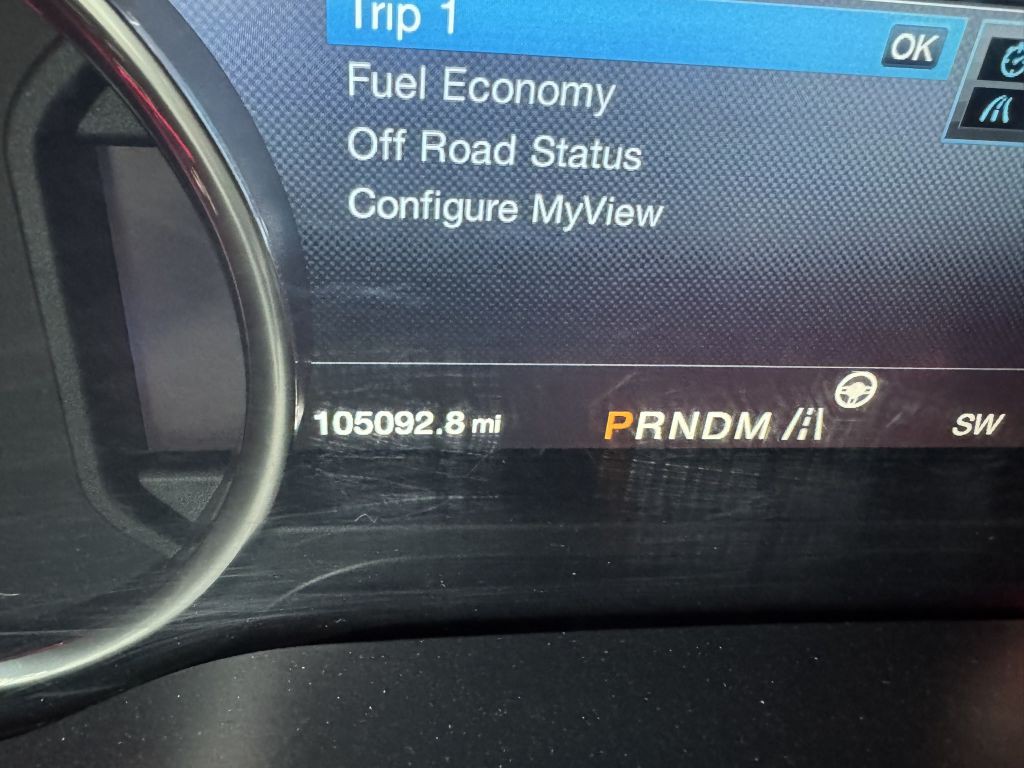 Trip 1
OK
Fuel Economy
Off Road Status
Configure MyView
105092.8 mi
PRNDM
SW